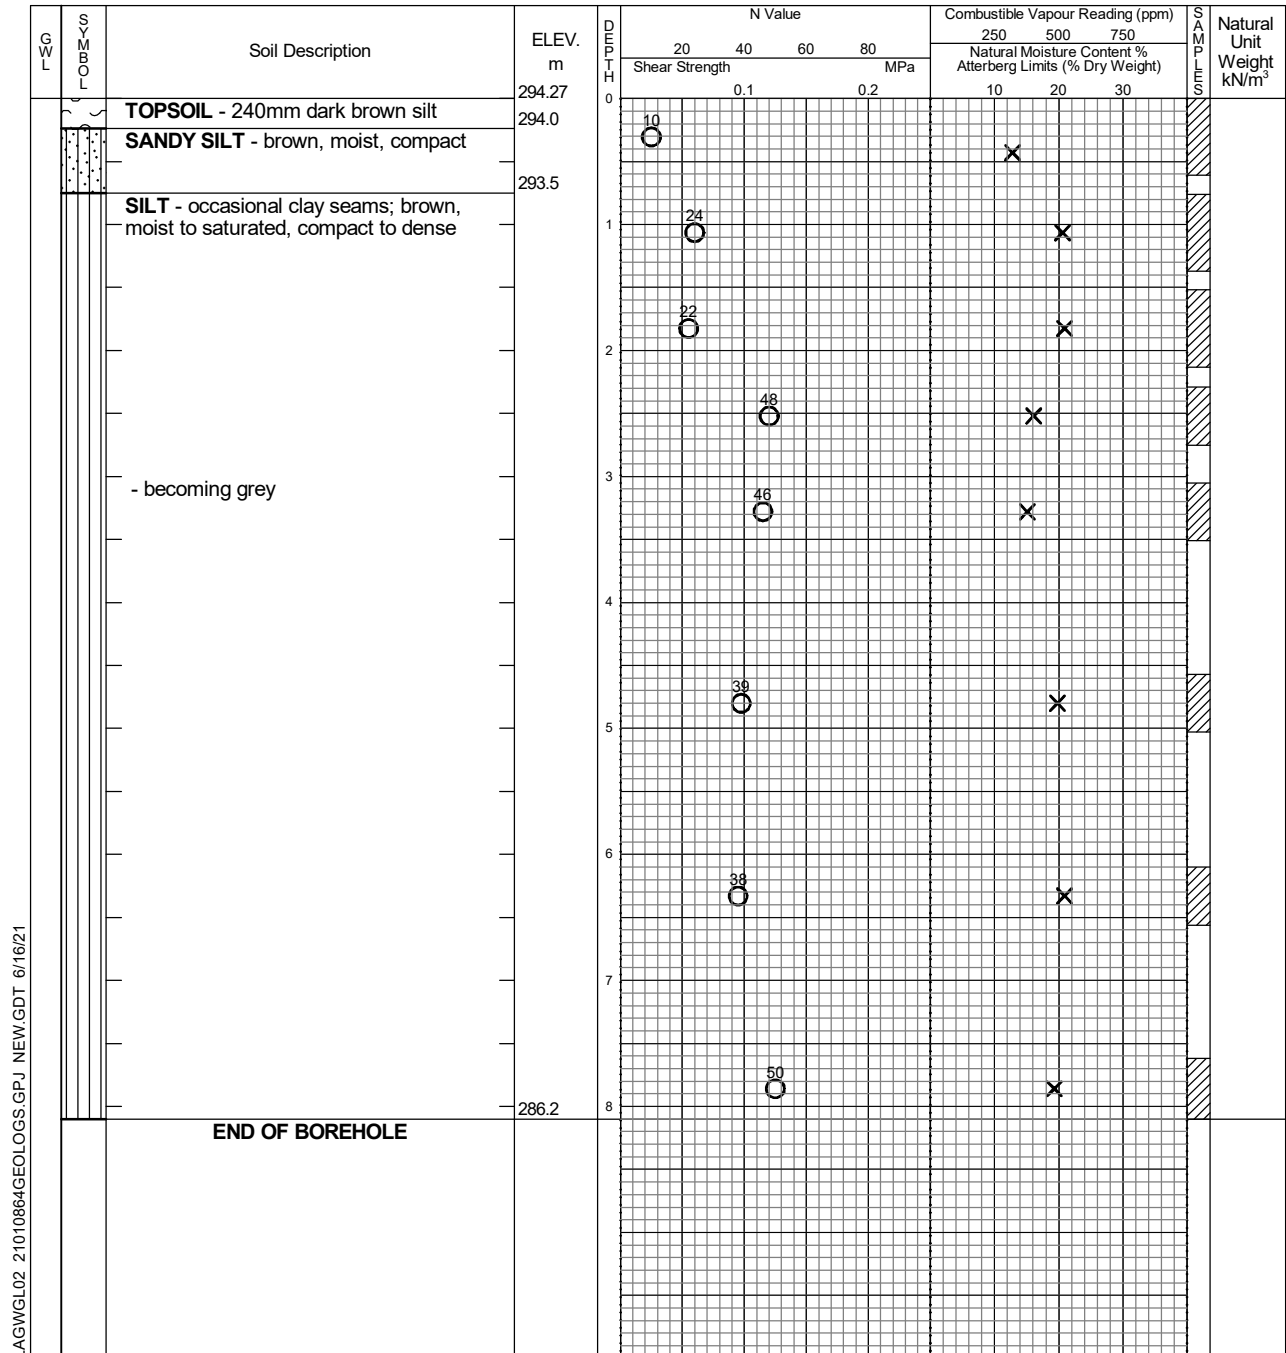 GWL
SYMBOL
Soil Description
ELEV.
m
DEPTH
N Value
20 40 60 80
Shear Strength MPa
0.1 0.2
Combustible Vapour Reading (ppm)
250 500 750
Natural Moisture Content %
Atterberg Limits (% Dry Weight)
10 20 30
SAMPLES
Natural
Unit
Weight
kN/m³
294.27
0
TOPSOIL - 240mm dark brown silt
294.0
10
SANDY SILT - brown, moist, compact
293.5
SILT - occasional clay seams; brown,
moist to saturated, compact to dense
24
1
22
2
48
3
- becoming grey
46
4
39
5
6
38
7
50
8
286.2
END OF BOREHOLE
AGWGL02 21010864GEOLOGS.GPJ NEW.GDT 6/16/21